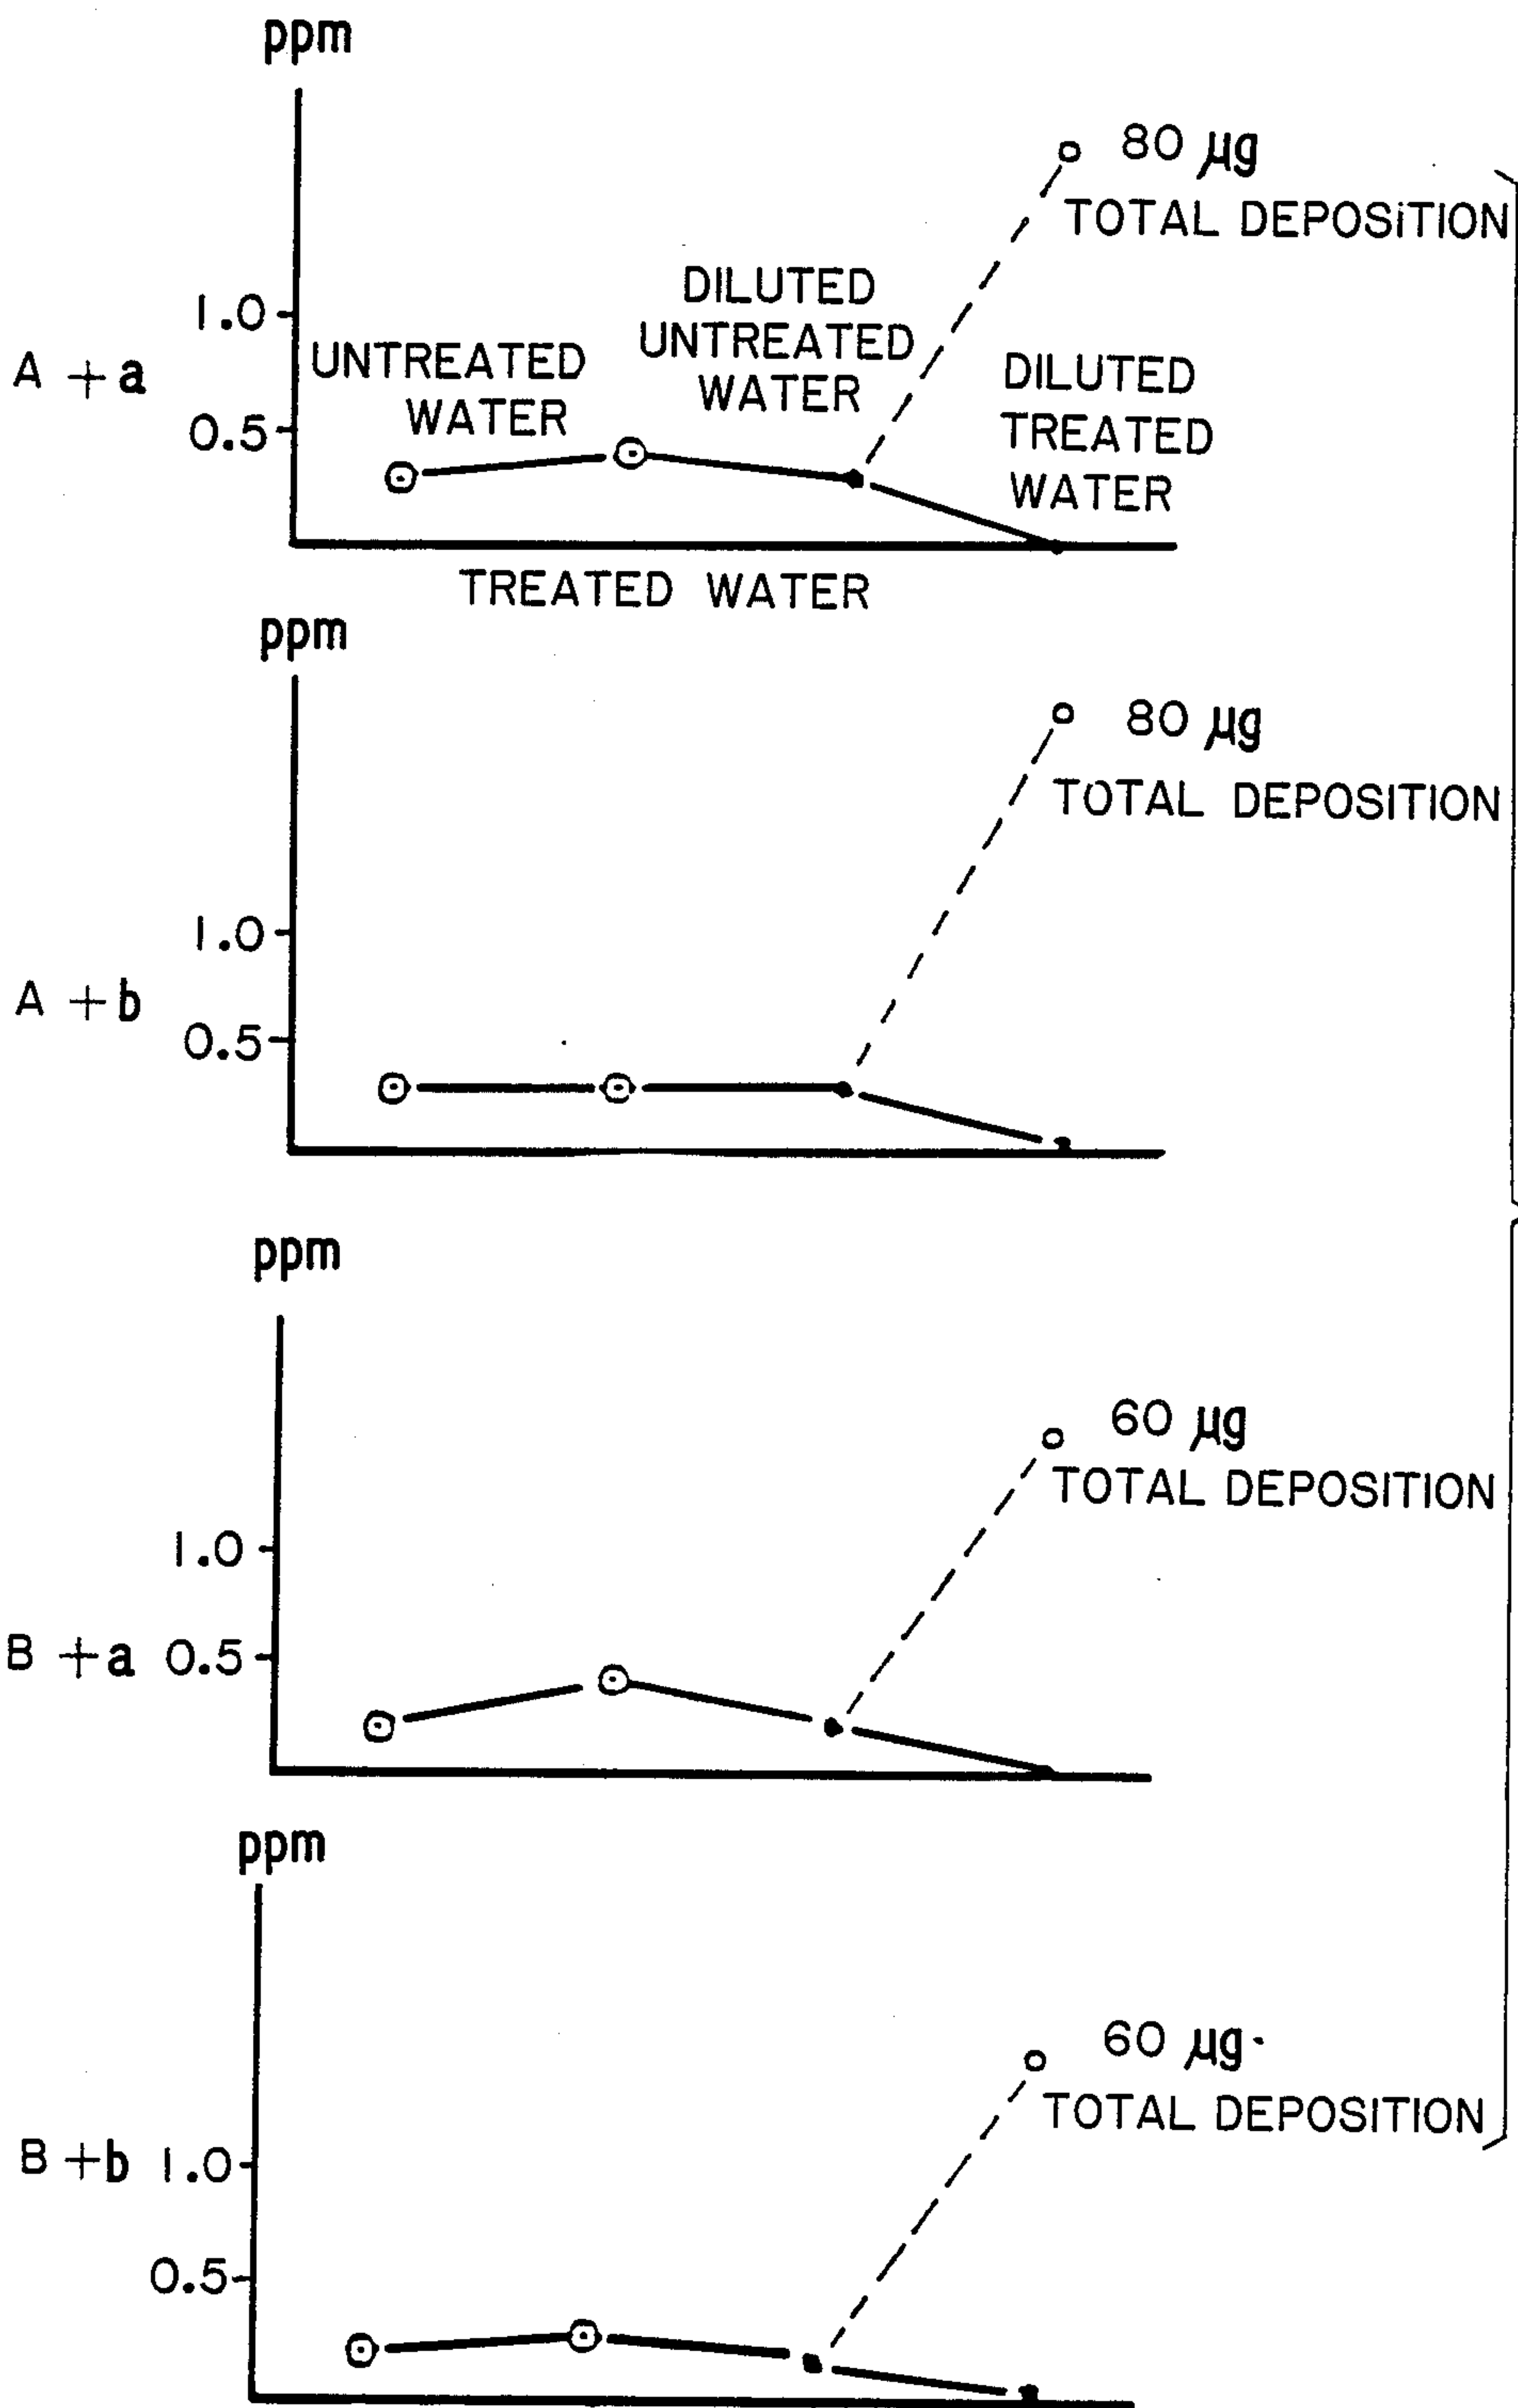 ppm
80 µg
TOTAL DEPOSITION
DILUTED
UNTREATED
WATER
1.0
UNTREATED
WATER
DILUTED
TREATED
WATER
A + a
0.5
TREATED WATER
ppm
80 µg
TOTAL DEPOSITION
1.0
A + b
0.5
ppm
60 µg
TOTAL DEPOSITION
1.0
B + a 0.5
ppm
60 µg
TOTAL DEPOSITION
B + b 1.0
0.5